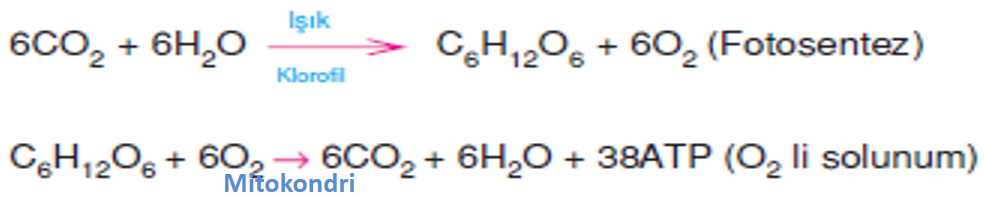 Işık
6CO₂ + 6H₂O → C₆H₁₂O₆ + 6O₂ (Fotosentez)
Klorofil
C₆H₁₂O₆ + 6O₂ → 6CO₂ + 6H₂O + 38ATP (O₂ li solunum)
Mitokondri